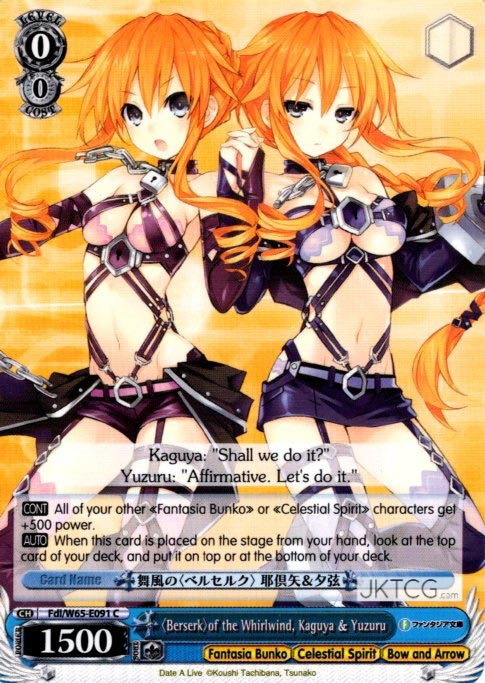 LEVEL
0
0
COST
Kaguya: "Shall we do it?"
Yuzuru: "Affirmative. Let's do it."
CONT All of your other «Fantasia Bunko» or «Celestial Spirit» characters get
+500 power.
AUTO When this card is placed on the stage from your hand, look at the top
card of your deck, and put it on top or at the bottom of your deck.
Card Name 舞風の〈ベルセルク〉 耶倶矢&夕弦
JKTCG.com
CH Fdl/W65-E091 C
〈Berserk〉 of the Whirlwind, Kaguya & Yuzuru
POWER 1500 SOUL
Fantasia Bunko Celestial Spirit Bow and Arrow ファンタジア文庫
Date A Live ©Koushi Tachibana, Tsunako